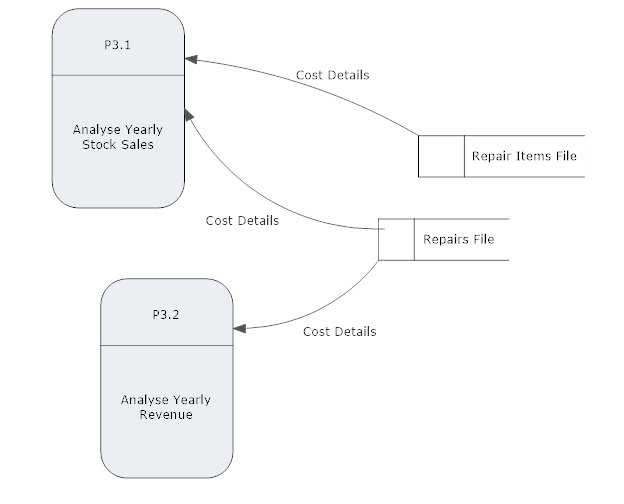 P3.1
Cost Details
Analyse Yearly
Stock Sales
Repair Items File
Cost Details
Repairs File
P3.2
Cost Details
Analyse Yearly
Revenue